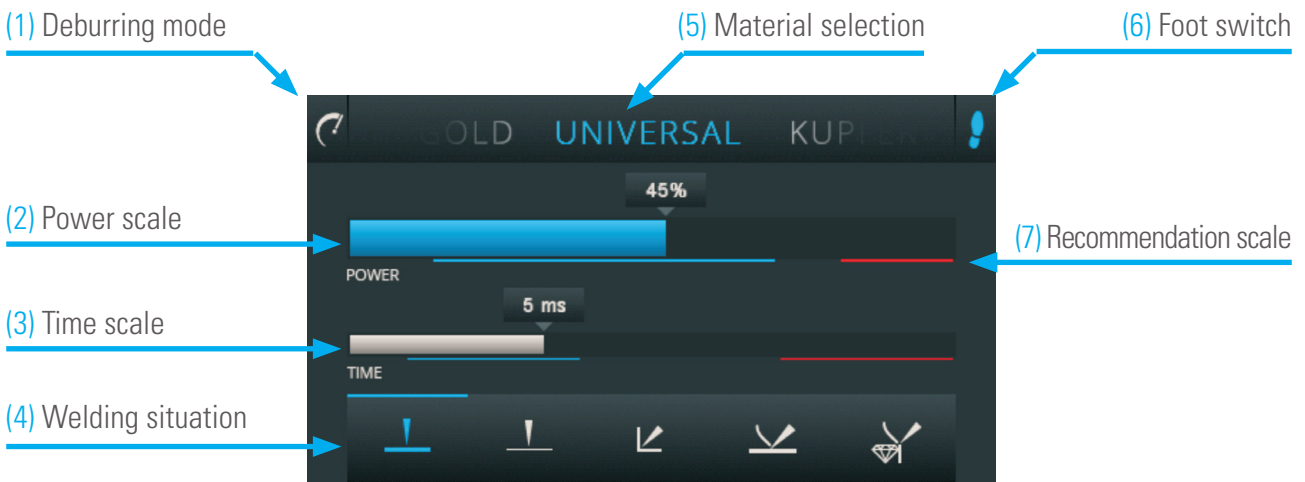 (1) Deburring mode
(5) Material selection
(6) Foot switch
GOLD UNIVERSAL KUPFER
45%
(2) Power scale
(7) Recommendation scale
POWER
5 ms
(3) Time scale
TIME
(4) Welding situation